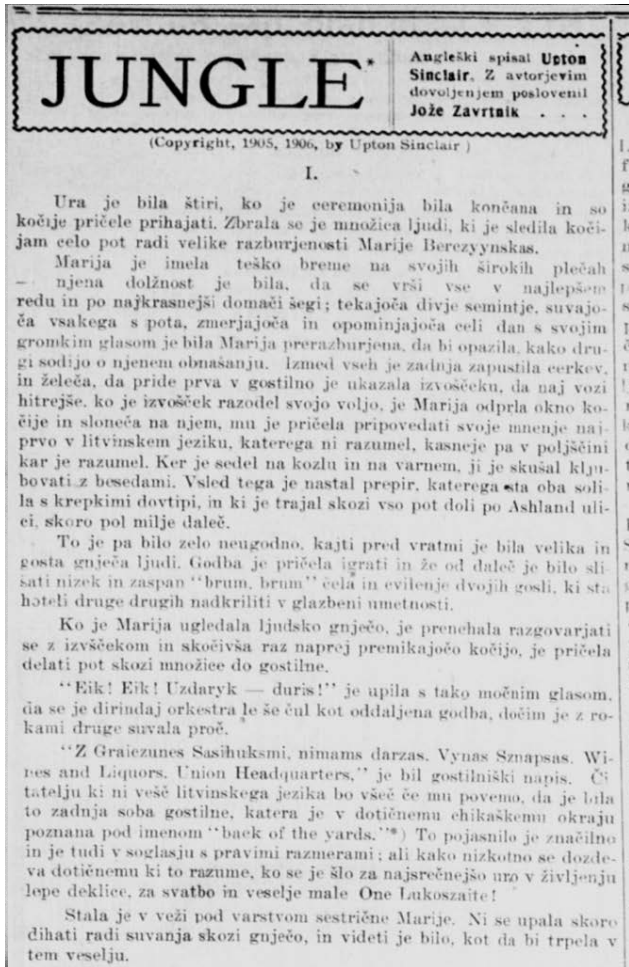 JUNGLE*
Angleški spisal Upton
Sinclair. Z avtorjevim
dovoljenjem poslovenil
Jože Zavrtnik . . .
(Copyright, 1905, 1906, by Upton Sinclair )
I.
Ura je bila štiri, ko je ceremonija bila končana in so
kočije pričele prihajati. Zbrala se je množica ljudi, ki je sledila koči-
jam celo pot radi velike razburjenosti Marije Berezyynskas.
Marija je imela teško breme na svojih širokih plečah
— njena dolžnost je bila, da se vrši vse v najlepšem
redu in po najkrasnejši domači šegi; tekajoča divje semintje, suvajo-
ča vsakega s pota, zmerjajoča in opominjajoča celi dan s svojim
gromkim glasom je bila Marija prerazburjena, da bi opazila, kako dru-
gi sodijo o njenem obnašanju. Izmed vseh je zadnja zapustila cerkev,
in želeča, da pride prva v gostilno je ukazala izvoščeku, da naj vozi
hitrejše. ko je izvošček razodel svojo voljo, je Marija odprla okno ko-
čije in sloneča na njem, mu je pričela pripovedati svoje mnenje naj-
prvo v litvinskem jeziku, katerega ni razumel, kasneje pa v poljščini
kar je razumel. Ker je sedel na kozlu in na varnem, ji je skušal klju-
bovati z besedami. Vsled tega je nastal prepir, katerega sta oba soli-
la s krepkimi dovtipi, in ki je trajal skozi vso pot doli po Ashland uli-
ci, skoro pol milje daleč.
To je pa bilo zelo neugodno, kajti pred vratmi je bila velika in
gosta gnječa ljudi. Godba je pričela igrati in že od daleč je bilo sli-
šati nizek in zaspan "brum, brum" čela in cvilenje dvojih gosli, ki sta
hoteli druge drugih nadkriliti v glazbeni umetnosti.
Ko je Marija ugledala ljudsko gnječo, je prenehala razgovarjati
se z izvščekom in skočivša raz naprej premikajočo kočijo, je pričela
delati pot skozi množice do gostilne.
"Eik! Eik! Uzdaryk — duris!" je upila s tako močnim glasom,
da se je dirindaj orkestra le še čul kot oddaljena godba, dočim je z ro-
kami druge suvala proč.
"Z Graiczunes Sasihuksmi, nimams darzas. Vynas Sznapsas. Wi-
nes and Liquors. Union Headquarters," je bil gostilniški napis. Či
tatelju ki ni vešč litvinskega jezika bo všeč če mu povemo, da je bila
to zadnja soba gostilne, katera je v dotičnemu chikaškemu okraju
poznana pod imenom "back of the yards."*) To pojasnilo je značilno
in je tudi v soglasju s pravimi razmerami; ali kako nizkotno se dozde-
va dotičnemu ki to razume, ko se je šlo za najsrečnejšo uro v življenju
lepe deklice, za svatbo in veselje male One Lukoszaite!
Stala je v veži pod varstvom sestrične Marije. Ni se upala skoro
dihati radi suvanja skozi gnječo, in videti je bilo, kot da bi trpela v
tem veselju.